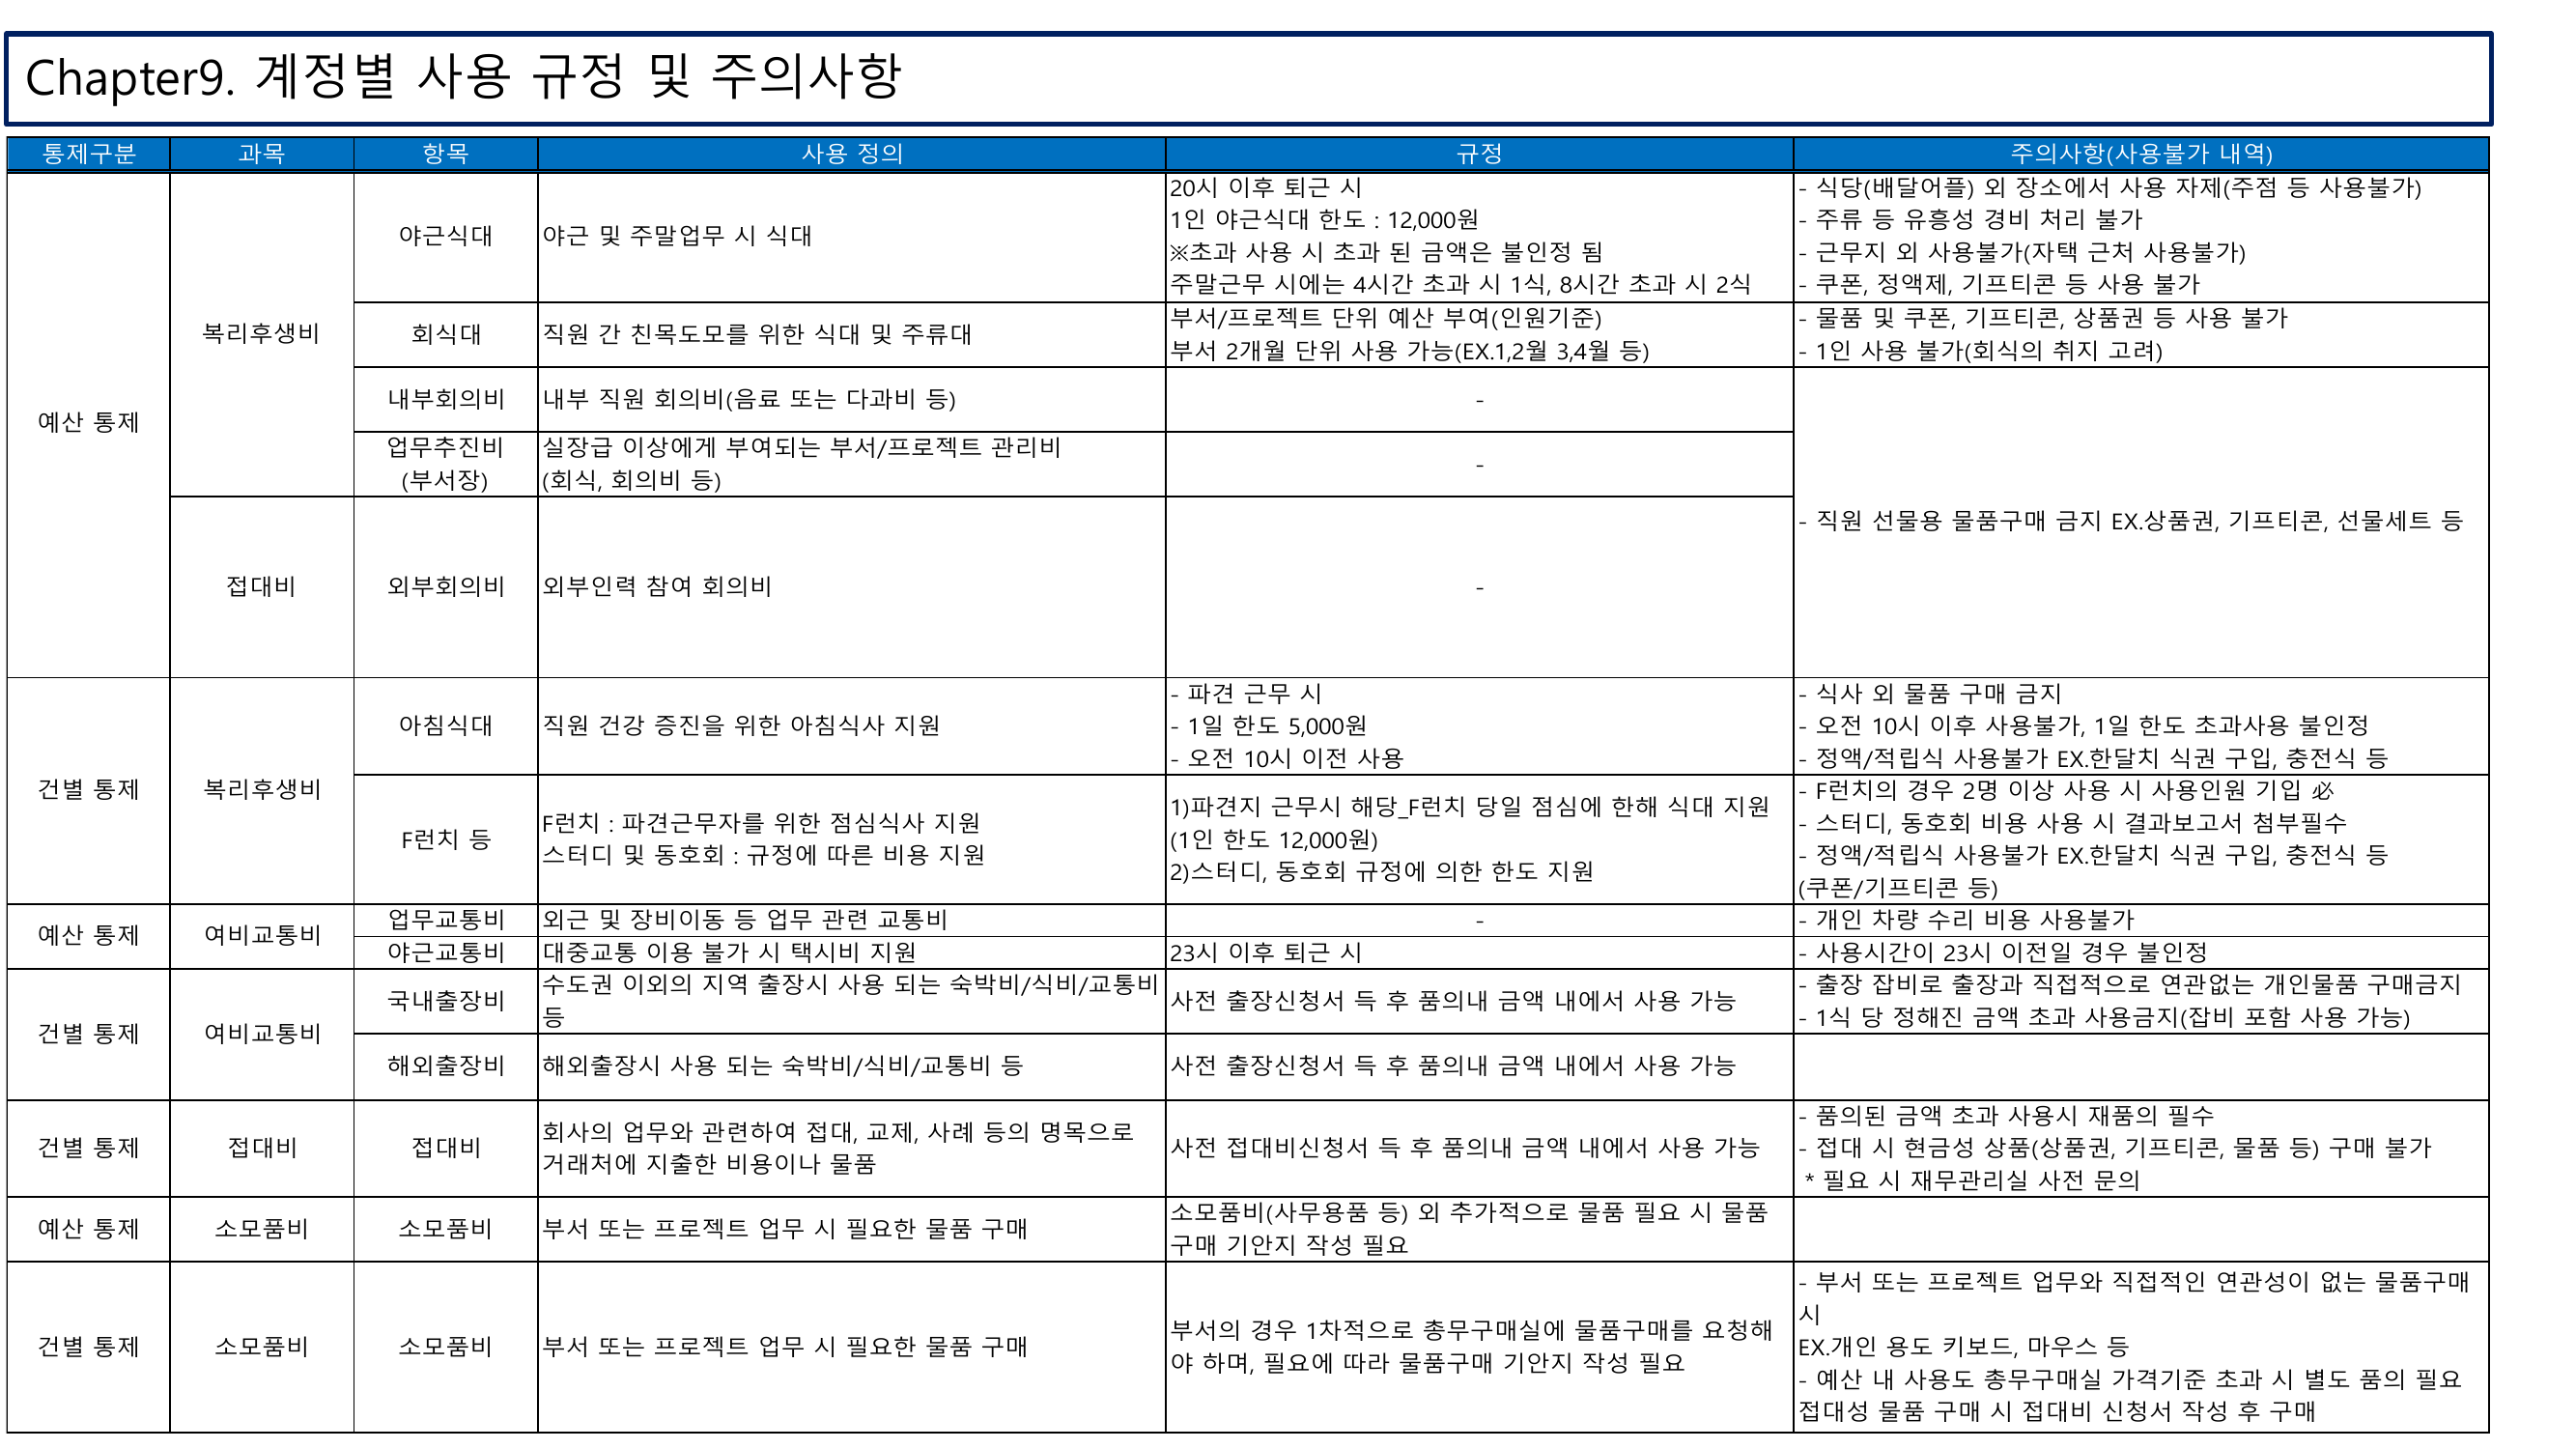 Chapter9. 계정별 사용 규정 및 주의사항
통제구분 과목 항목 사용 정의 규정 주의사항(사용불가 내역)
예산 통제
복리후생비
야근식대
야근 및 주말업무 시 식대
20시 이후 퇴근 시
1인 야근식대 한도 : 12,000원
※초과 사용 시 초과 된 금액은 불인정 됨
주말근무 시에는 4시간 초과 시 1식, 8시간 초과 시 2식
- 식당(배달어플) 외 장소에서 사용 자제(주점 등 사용불가)
- 주류 등 유흥성 경비 처리 불가
- 근무지 외 사용불가(자택 근처 사용불가)
- 쿠폰, 정액제, 기프티콘 등 사용 불가
회식대
직원 간 친목도모를 위한 식대 및 주류대
부서/프로젝트 단위 예산 부여(인원기준)
부서 2개월 단위 사용 가능(EX.1,2월 3,4월 등)
- 물품 및 쿠폰, 기프티콘, 상품권 등 사용 불가
- 1인 사용 불가(회식의 취지 고려)
내부회의비
내부 직원 회의비(음료 또는 다과비 등)
-
업무추진비
(부서장)
실장급 이상에게 부여되는 부서/프로젝트 관리비
(회식, 회의비 등)
-
- 직원 선물용 물품구매 금지 EX.상품권, 기프티콘, 선물세트 등
접대비
외부회의비
외부인력 참여 회의비
-
건별 통제
복리후생비
아침식대
직원 건강 증진을 위한 아침식사 지원
- 파견 근무 시
- 1일 한도 5,000원
- 오전 10시 이전 사용
- 식사 외 물품 구매 금지
- 오전 10시 이후 사용불가, 1일 한도 초과사용 불인정
- 정액/적립식 사용불가 EX.한달치 식권 구입, 충전식 등
F런치 등
F런치 : 파견근무자를 위한 점심식사 지원
스터디 및 동호회 : 규정에 따른 비용 지원
1)파견지 근무시 해당_F런치 당일 점심에 한해 식대 지원
(1인 한도 12,000원)
2)스터디, 동호회 규정에 의한 한도 지원
- F런치의 경우 2명 이상 사용 시 사용인원 기입 必
- 스터디, 동호회 비용 사용 시 결과보고서 첨부필수
- 정액/적립식 사용불가 EX.한달치 식권 구입, 충전식 등
(쿠폰/기프티콘 등)
예산 통제
여비교통비
업무교통비
외근 및 장비이동 등 업무 관련 교통비
-
- 개인 차량 수리 비용 사용불가
야근교통비
대중교통 이용 불가 시 택시비 지원
23시 이후 퇴근 시
- 사용시간이 23시 이전일 경우 불인정
건별 통제
여비교통비
국내출장비
수도권 이외의 지역 출장시 사용 되는 숙박비/식비/교통비
등
사전 출장신청서 득 후 품의내 금액 내에서 사용 가능
- 출장 잡비로 출장과 직접적으로 연관없는 개인물품 구매금지
- 1식 당 정해진 금액 초과 사용금지(잡비 포함 사용 가능)
해외출장비
해외출장시 사용 되는 숙박비/식비/교통비 등
사전 출장신청서 득 후 품의내 금액 내에서 사용 가능
건별 통제
접대비
접대비
회사의 업무와 관련하여 접대, 교제, 사례 등의 명목으로
거래처에 지출한 비용이나 물품
사전 접대비신청서 득 후 품의내 금액 내에서 사용 가능
- 품의된 금액 초과 사용시 재품의 필수
- 접대 시 현금성 상품(상품권, 기프티콘, 물품 등) 구매 불가
* 필요 시 재무관리실 사전 문의
예산 통제
소모품비
소모품비
부서 또는 프로젝트 업무 시 필요한 물품 구매
소모품비(사무용품 등) 외 추가적으로 물품 필요 시 물품
구매 기안지 작성 필요
건별 통제
소모품비
소모품비
부서 또는 프로젝트 업무 시 필요한 물품 구매
부서의 경우 1차적으로 총무구매실에 물품구매를 요청해
야 하며, 필요에 따라 물품구매 기안지 작성 필요
- 부서 또는 프로젝트 업무와 직접적인 연관성이 없는 물품구매
시
EX.개인 용도 키보드, 마우스 등
- 예산 내 사용도 총무구매실 가격기준 초과 시 별도 품의 필요
접대성 물품 구매 시 접대비 신청서 작성 후 구매